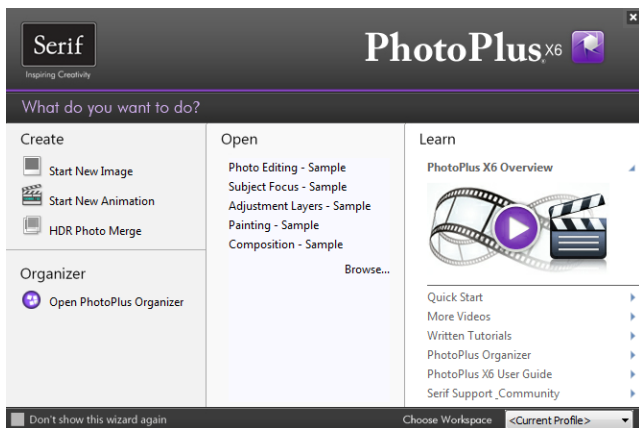 Serif
Inspiring Creativity
PhotoPlus X6
What do you want to do?
Create
Start New Image
Start New Animation
HDR Photo Merge
Organizer
Open PhotoPlus Organizer
Open
Photo Editing - Sample
Subject Focus - Sample
Adjustment Layers - Sample
Painting - Sample
Composition - Sample
Browse...
Learn
PhotoPlus X6 Overview
Quick Start
More Videos
Written Tutorials
PhotoPlus Organizer
PhotoPlus X6 User Guide
Serif Support _Community
Don't show this wizard again
Choose Workspace <Current Profile>